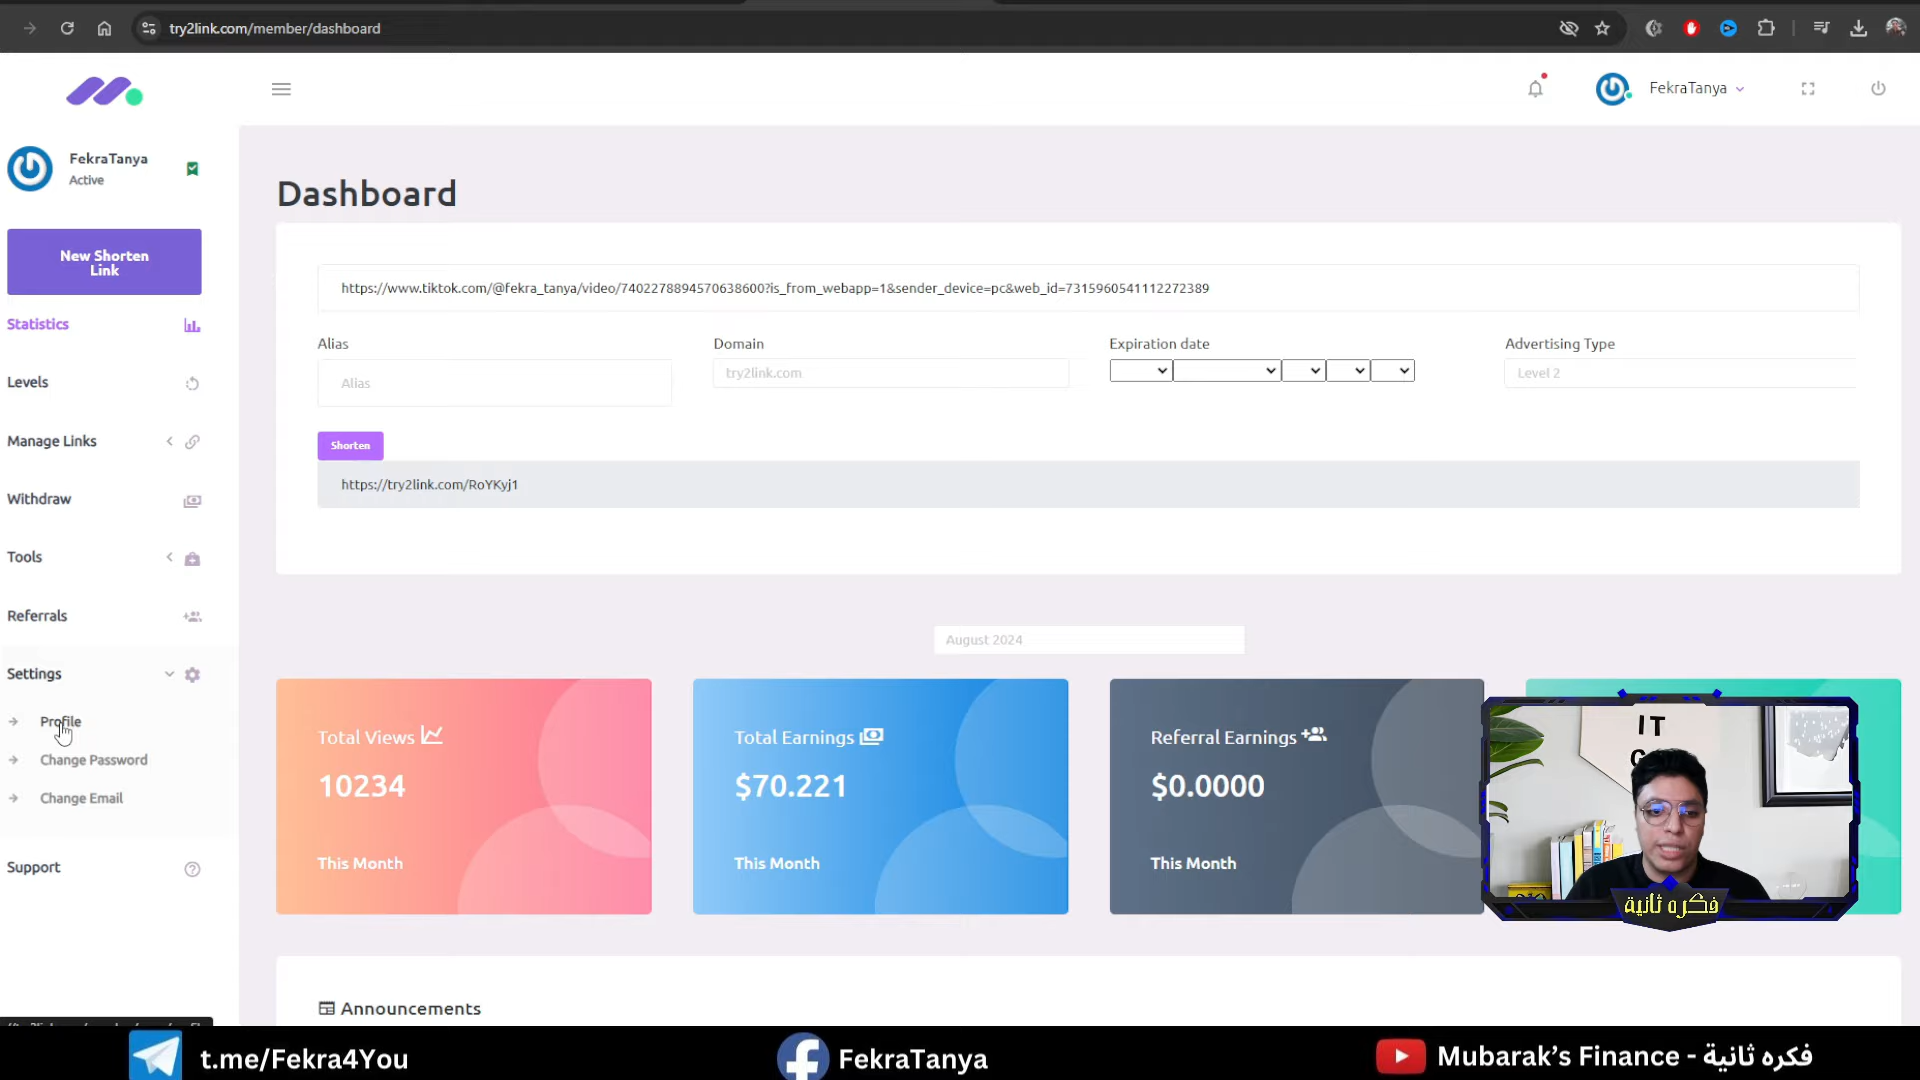 try2link.com/member/dashboard
FekraTanya
FekraTanya
Active
New Shorten
Link
Statistics
Levels
Manage Links
Withdraw
Tools
Referrals
Settings
Profile
Change Password
Change Email
Support
Dashboard
https://www.tiktok.com/@fekra_tanya/video/7402278894570638600?is_from_webapp=1&sender_device=pc&web_id=7315960541112272389
Alias
Domain
Expiration date
Advertising Type
Alias
try2link.com
Level 2
Shorten
https://try2link.com/RoYKyj1
August 2024
Total Views
10234
This Month
Total Earnings
$70.221
This Month
Referral Earnings
$0.0000
This Month
IT
فكره ثانية
Announcements
t.me/Fekra4You
FekraTanya
Mubarak's Finance - فكره ثانية